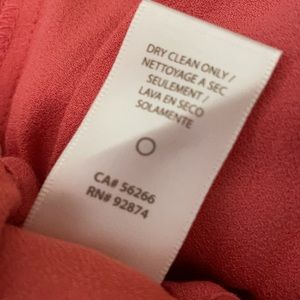 DRY CLEAN ONLY /
NETTOYAGE A SEC
SEULEMENT /
LAVA EN SECO
SOLAMENTE
CA# 56266
RN# 92874